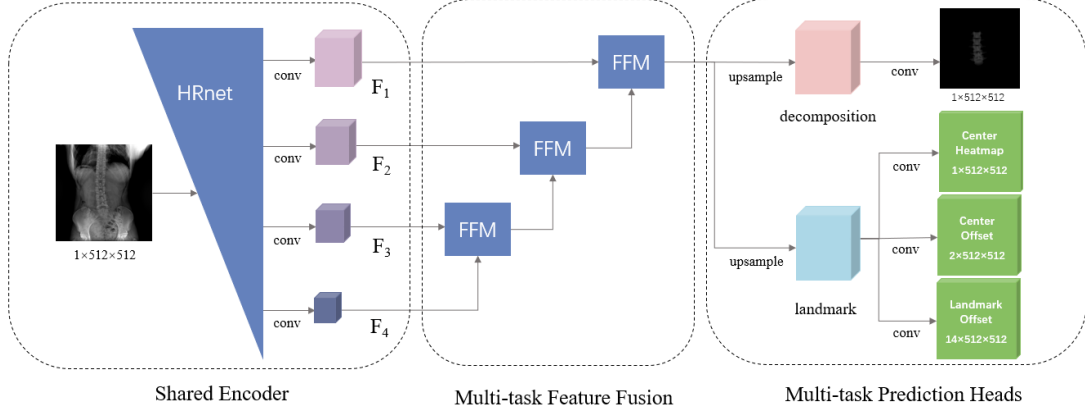 HRnet
1×512×512
conv
F1
conv
F2
conv
F3
conv
F4
Shared Encoder
FFM
FFM
FFM
Multi-task Feature Fusion
upsample
decomposition
conv
1×512×512
upsample
landmark
conv
Center
Heatmap
1×512×512
conv
Center
Offset
2×512×512
conv
Landmark
Offset
14×512×512
Multi-task Prediction Heads